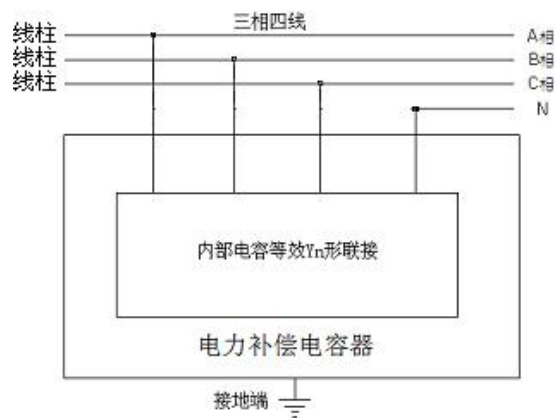 三相四线
线柱 A相
线柱 B相
线柱 C相
N
内部电容等效Yn形联接
电力补偿电容器
接地端